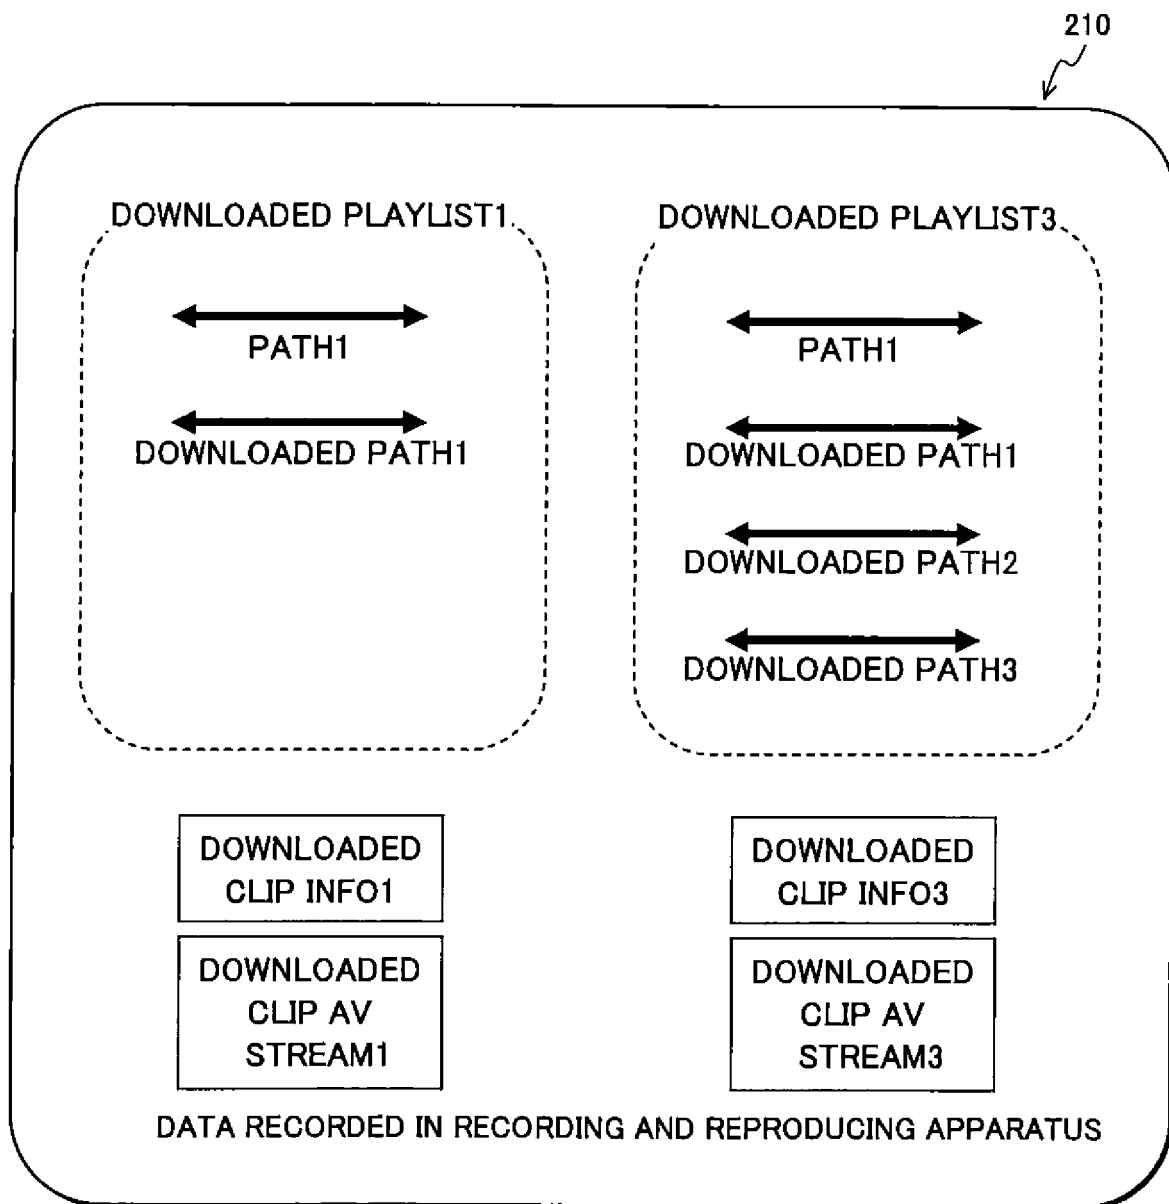 210
DOWNLOADED PLAYLIST1
PATH1
DOWNLOADED PATH1
DOWNLOADED PLAYLIST3
PATH1
DOWNLOADED PATH1
DOWNLOADED PATH2
DOWNLOADED PATH3
DOWNLOADED
CLIP INFO1
DOWNLOADED
CLIP AV
STREAM1
DOWNLOADED
CLIP INFO3
DOWNLOADED
CLIP AV
STREAM3
DATA RECORDED IN RECORDING AND REPRODUCING APPARATUS